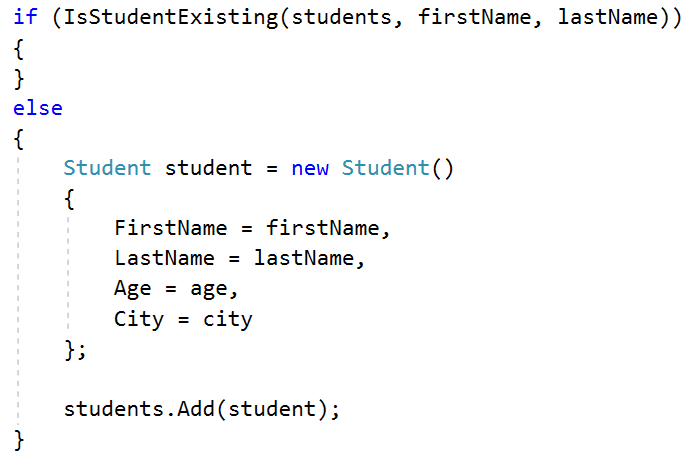 if (IsStudentExisting(students, firstName, lastName))
{
}
else
{
    Student student = new Student()
    {
        FirstName = firstName,
        LastName = lastName,
        Age = age,
        City = city
    };

    students.Add(student);
}